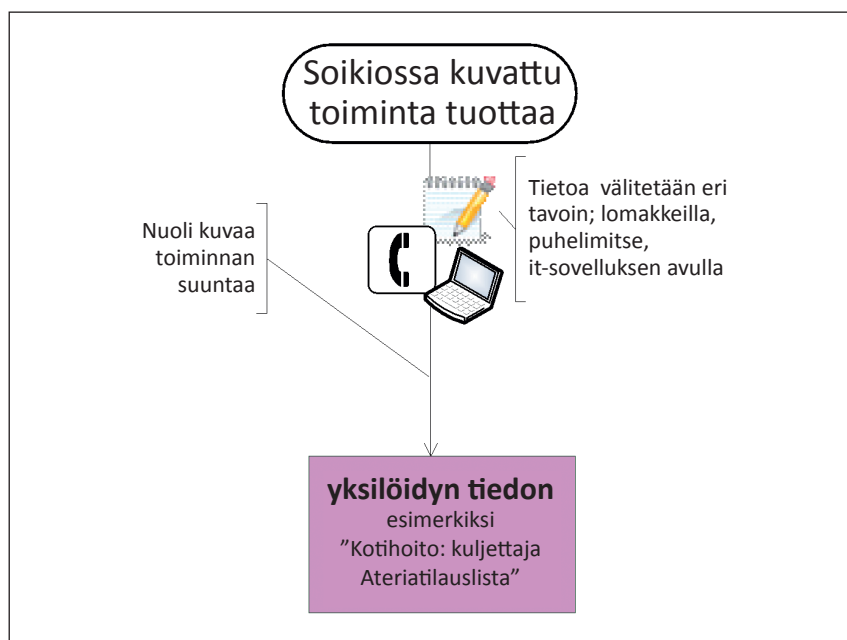 Soikiossa kuvattu
toiminta tuottaa
Tietoa välitetään eri
tavoin; lomakkeilla,
puhelimitse,
it-sovelluksen avulla
Nuoli kuvaa
toiminnan
suuntaa
yksilöidyn tiedon
esimerkiksi
”Kotihoito: kuljettaja
Ateriatilauslista”